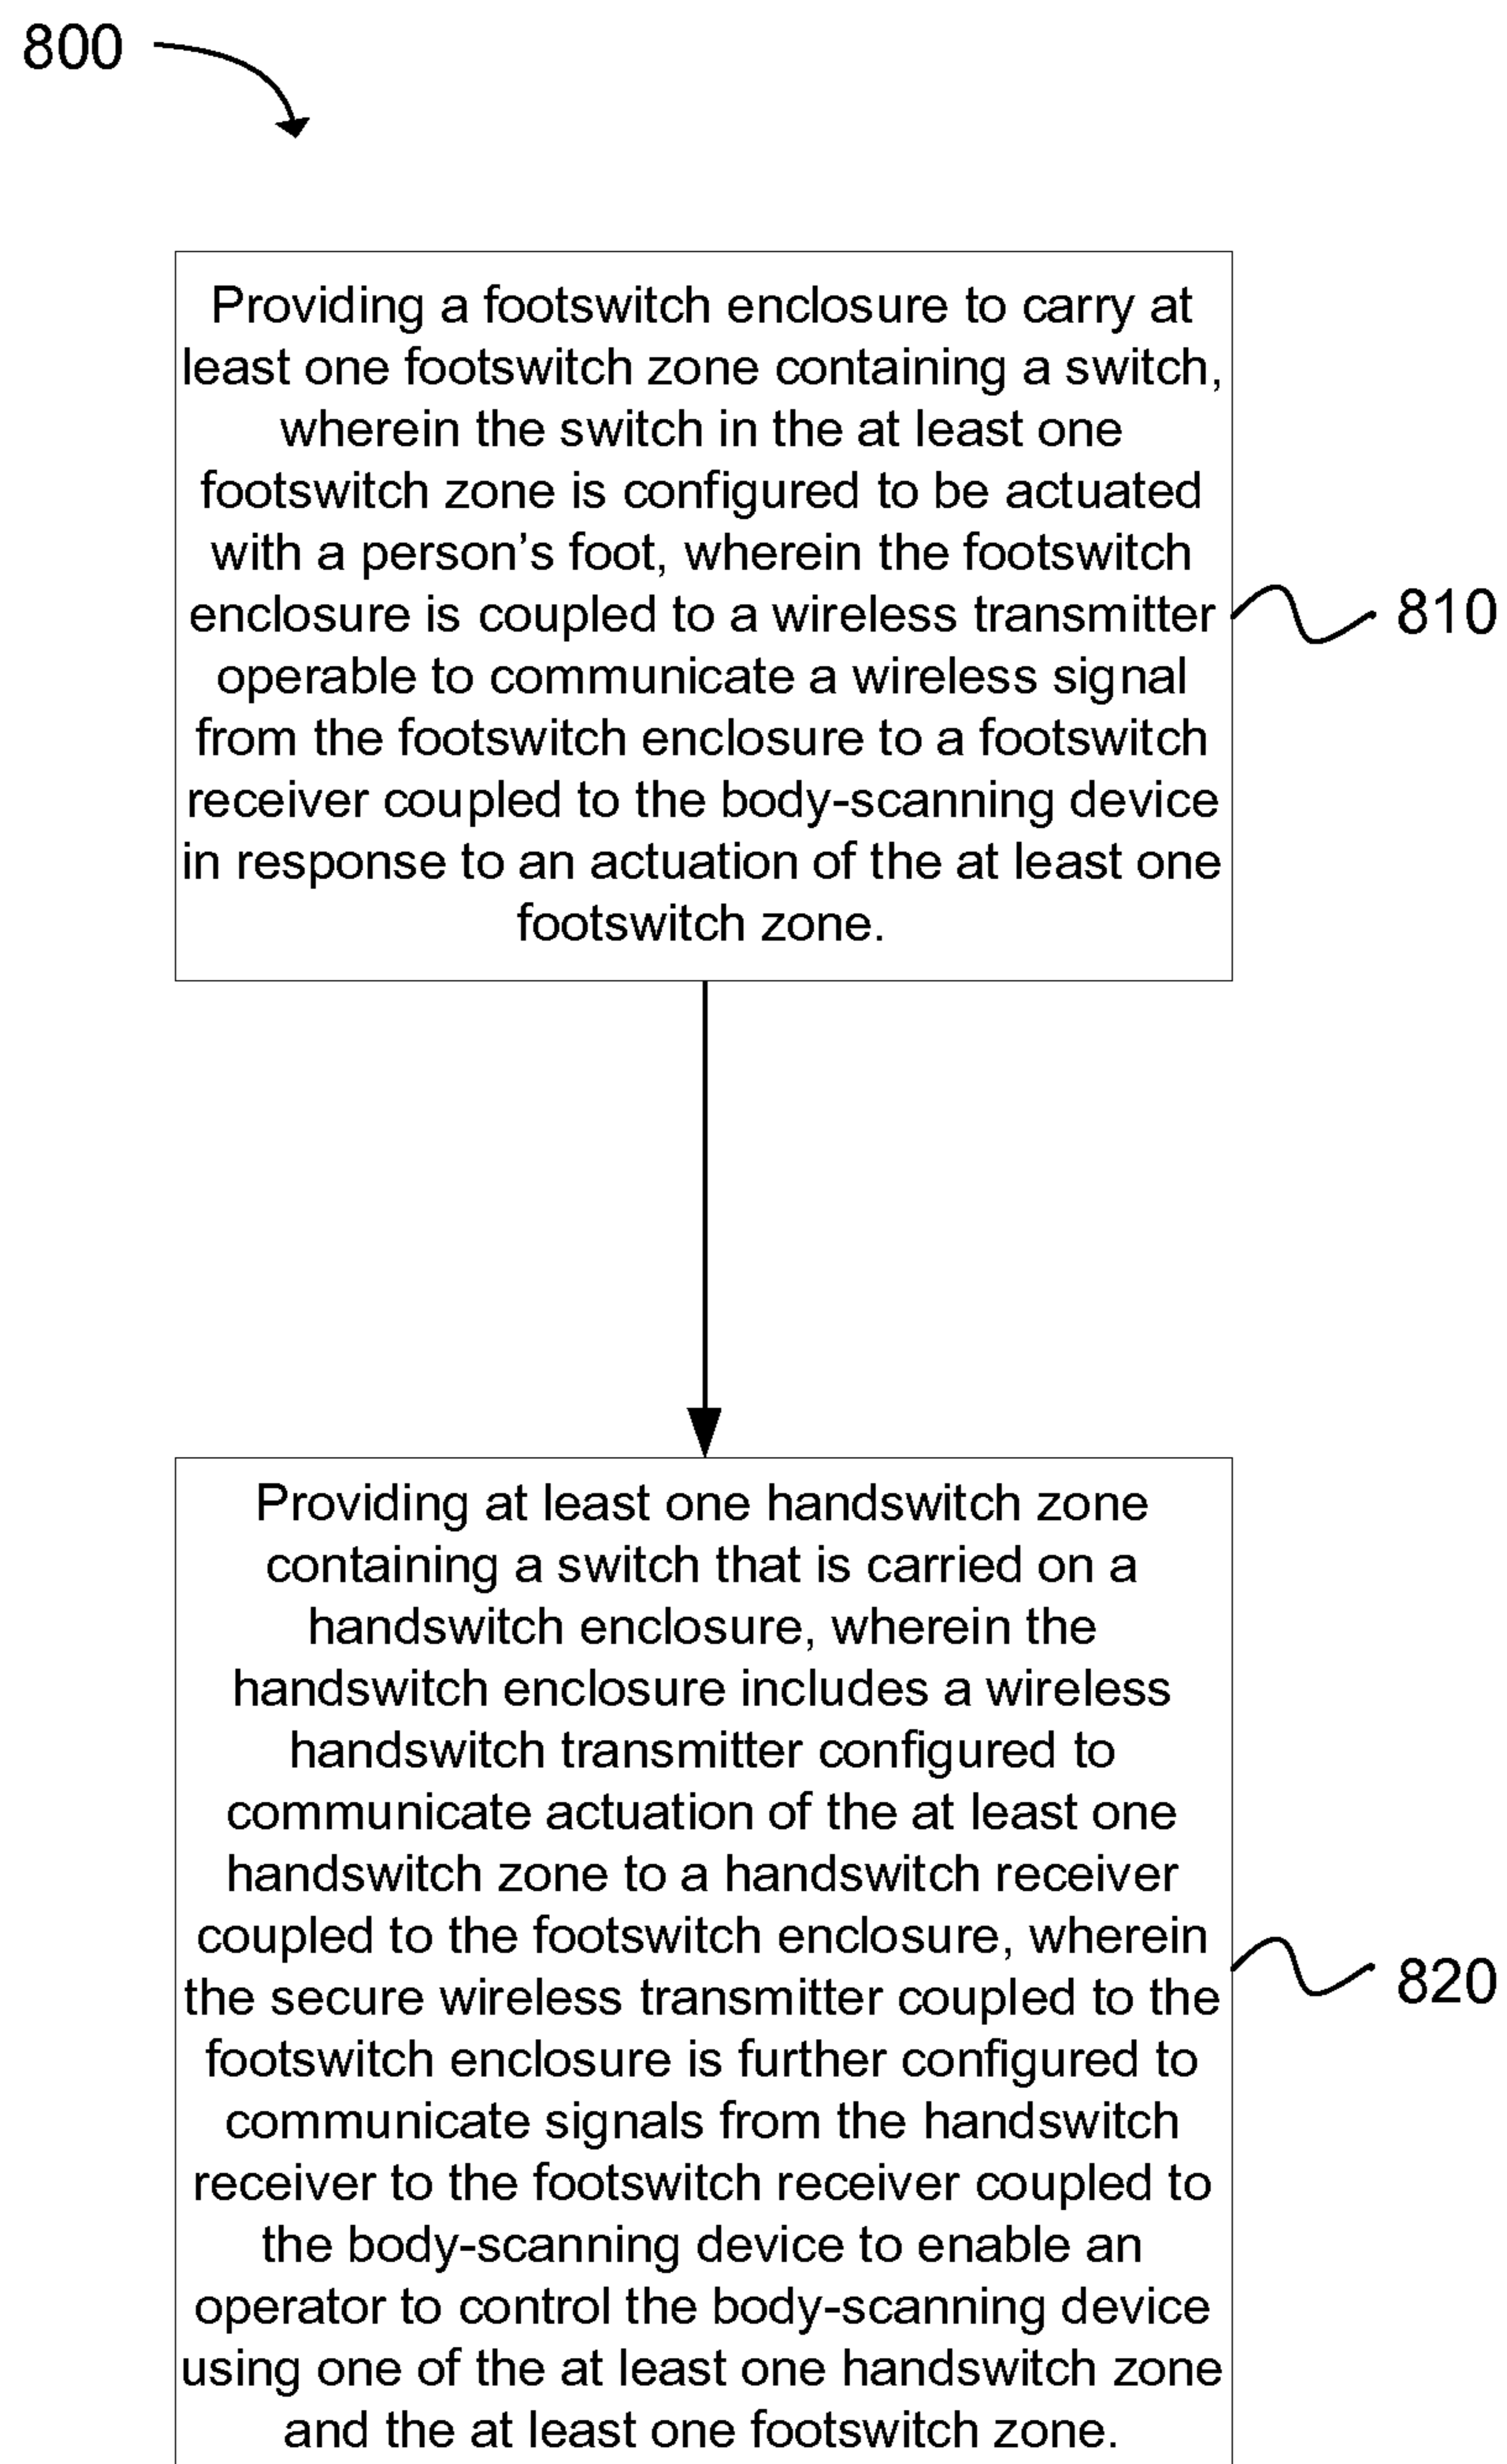 800
Providing a footswitch enclosure to carry at
least one footswitch zone containing a switch,
wherein the switch in the at least one
footswitch zone is configured to be actuated
with a person’s foot, wherein the footswitch
enclosure is coupled to a wireless transmitter
operable to communicate a wireless signal
from the footswitch enclosure to a footswitch
receiver coupled to the body-scanning device
in response to an actuation of the at least one
footswitch zone.
810
Providing at least one handswitch zone
containing a switch that is carried on a
handswitch enclosure, wherein the
handswitch enclosure includes a wireless
handswitch transmitter configured to
communicate actuation of the at least one
handswitch zone to a handswitch receiver
coupled to the footswitch enclosure, wherein
the secure wireless transmitter coupled to the
footswitch enclosure is further configured to
communicate signals from the handswitch
receiver to the footswitch receiver coupled to
the body-scanning device to enable an
operator to control the body-scanning device
using one of the at least one handswitch zone
and the at least one footswitch zone.
820